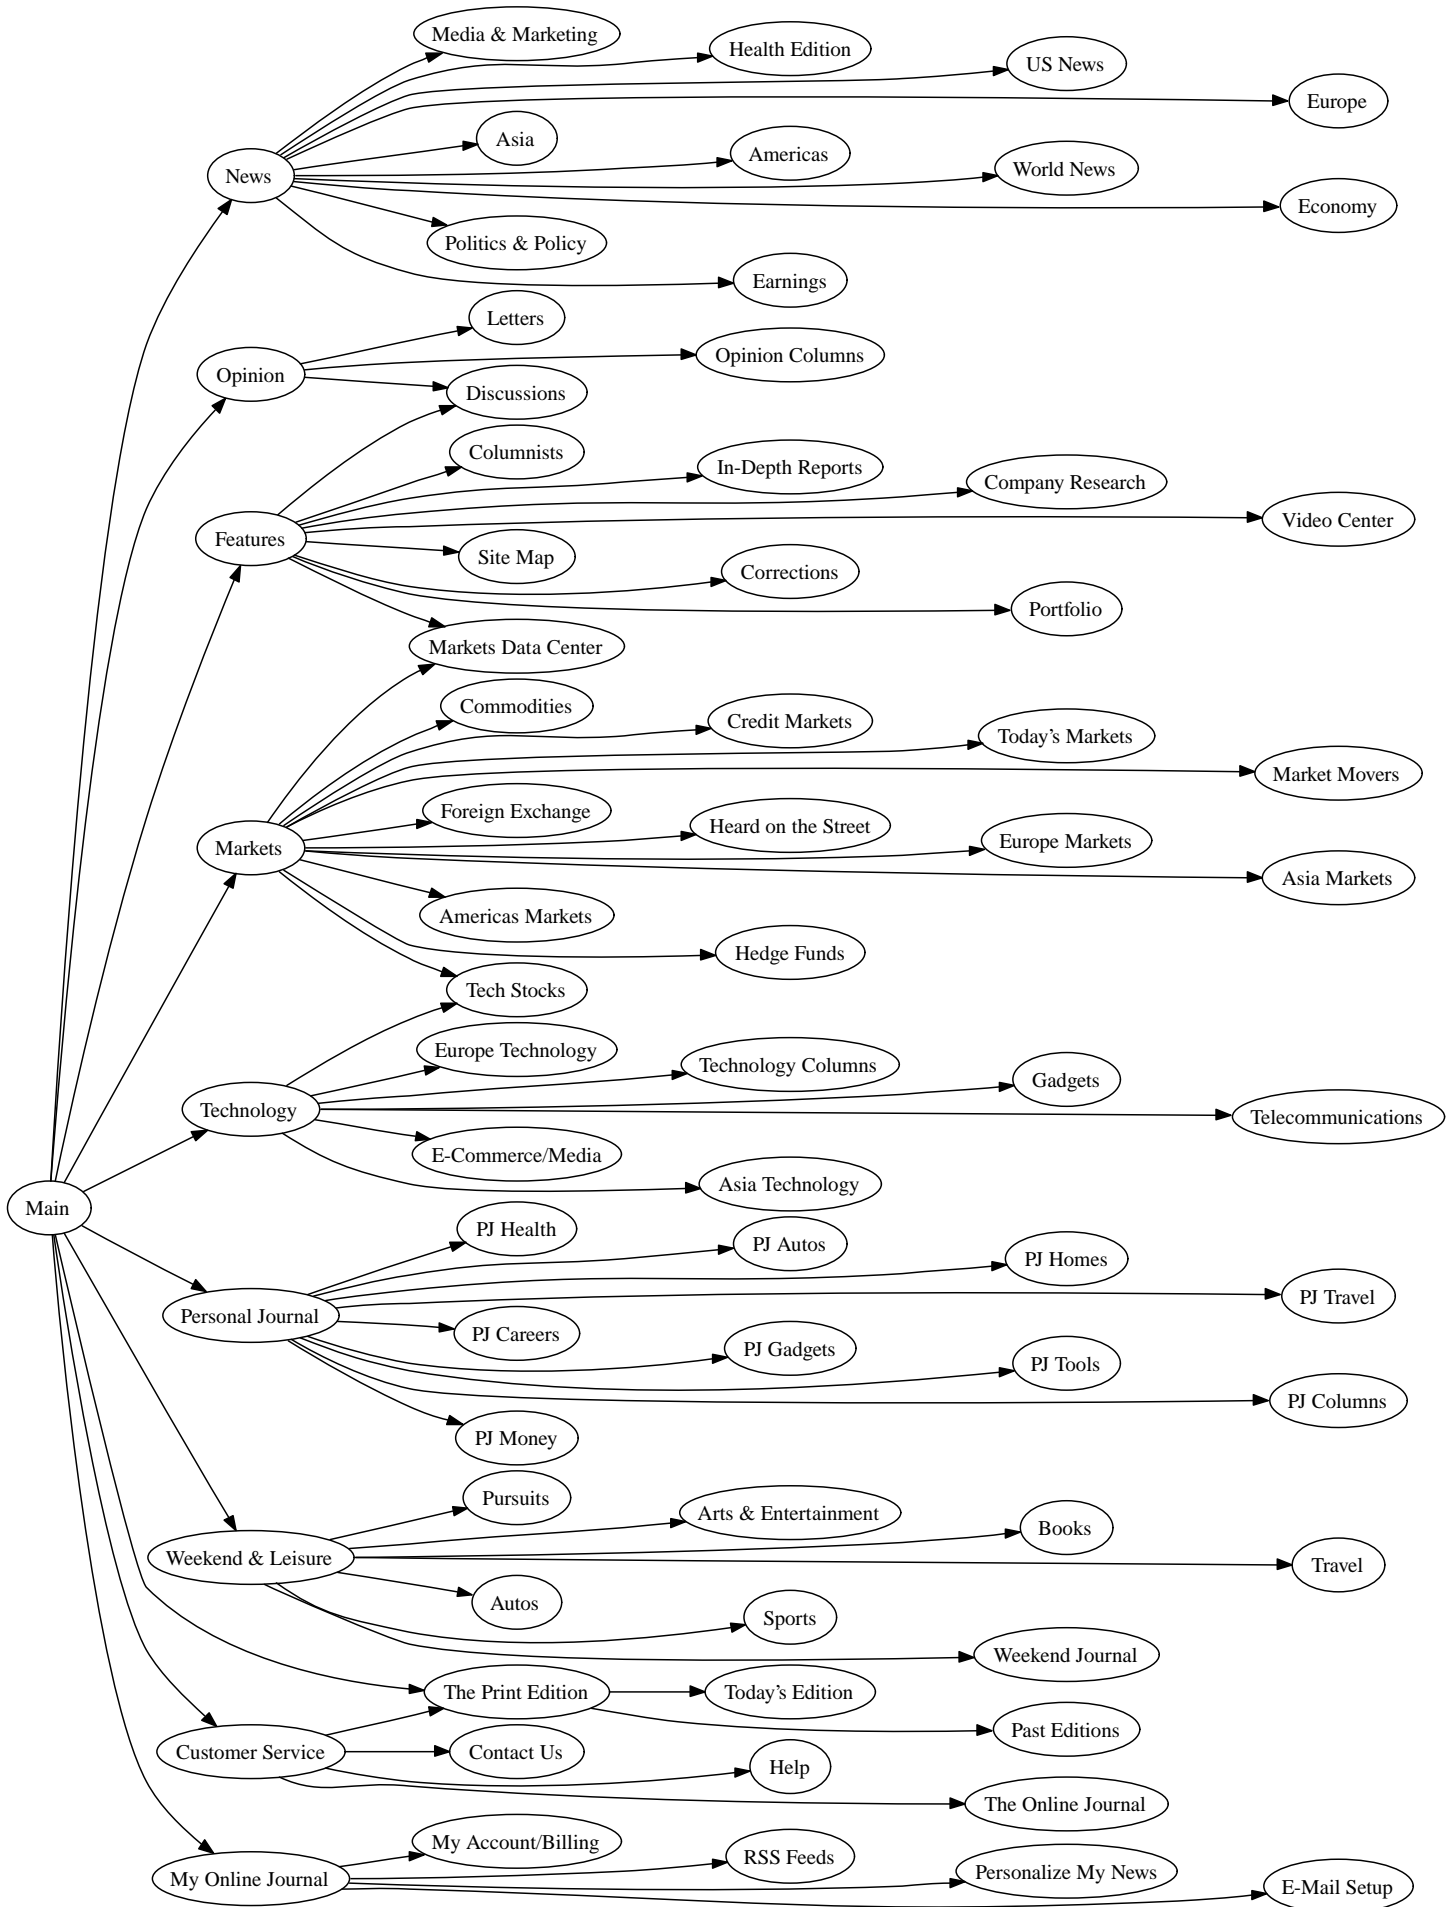 Media & Marketing
Health Edition
US News
Europe
Asia
Americas
World News
News
Economy
Politics & Policy
Earnings
Letters
Opinion Columns
Opinion
Discussions
Columnists
In-Depth Reports
Company Research
Video Center
Features
Site Map
Corrections
Portfolio
Markets Data Center
Commodities
Credit Markets
Today's Markets
Market Movers
Foreign Exchange
Heard on the Street
Europe Markets
Markets
Asia Markets
Americas Markets
Hedge Funds
Tech Stocks
Europe Technology
Technology Columns
Gadgets
Technology
Telecommunications
E-Commerce/Media
Asia Technology
Main
PJ Health
PJ Autos
PJ Homes
PJ Travel
Personal Journal
PJ Careers
PJ Gadgets
PJ Tools
PJ Columns
PJ Money
Pursuits
Arts & Entertainment
Books
Weekend & Leisure
Travel
Autos
Sports
Weekend Journal
The Print Edition
Today's Edition
Past Editions
Customer Service
Contact Us
Help
The Online Journal
My Account/Billing
RSS Feeds
Personalize My News
My Online Journal
E-Mail Setup